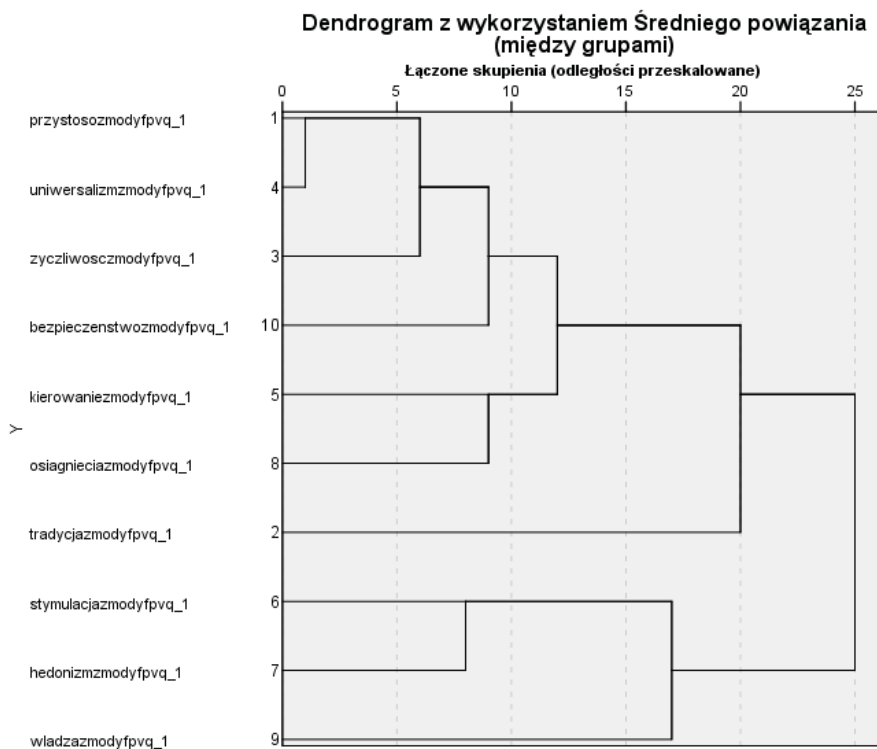 Dendrogram z wykorzystaniem Średniego powiązania
(między grupami)
Łączone skupienia (odległości przeskalowane)
0 5 10 15 20 25
przystosozmodyfpvq_1 1
uniwersalizmzmodyfpvq_1 4
zyczliwosczmodyfpvq_1 3
bezpieczenstwozmodyfpvq_1 10
kierowaniezmodyfpvq_1 5
Y
osiagnieciazmodyfpvq_1 8
tradycjazmodyfpvq_1 2
stymulacjazmodyfpvq_1 6
hedonizmzmodyfpvq_1 7
wladzazmodyfpvq_1 9